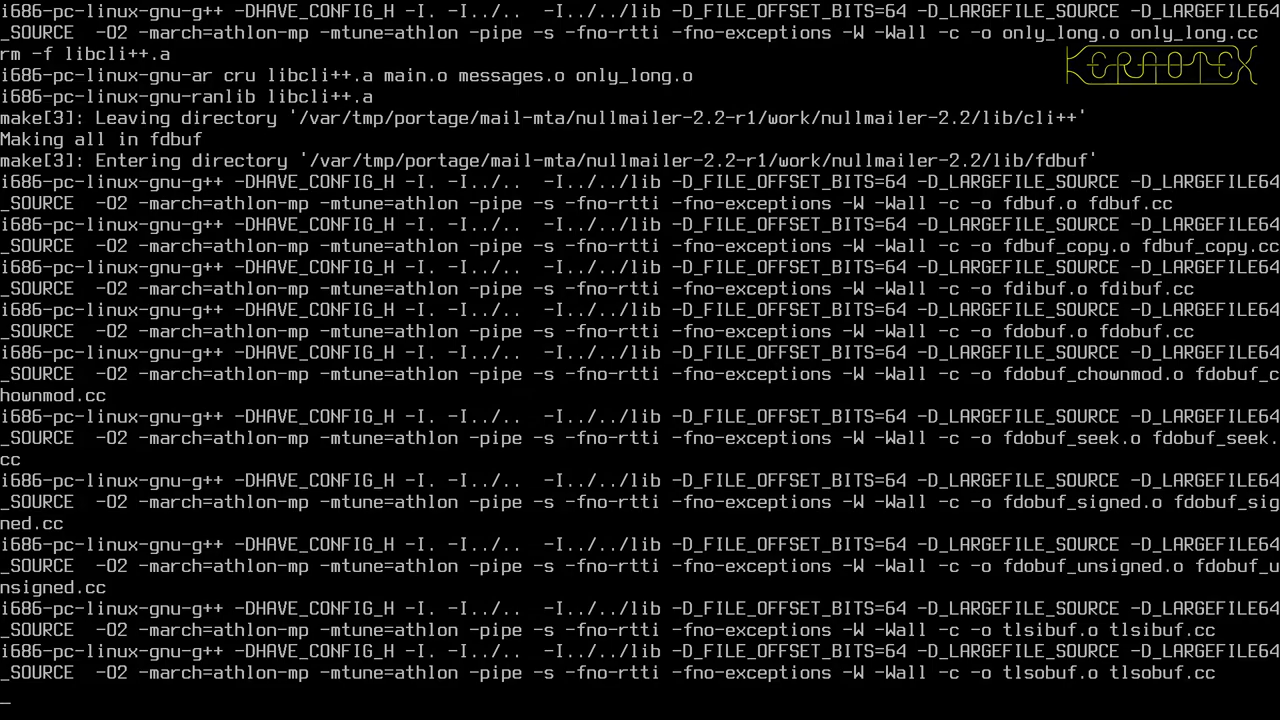 i686-pc-linux-gnu-g++ -DHAVE_CONFIG_H -I. -I../..  -I../../lib -D_FILE_OFFSET_BITS=64 -D_LARGEFILE_SOURCE -D_LARGEFILE64
_SOURCE  -O2 -march=athlon-mp -mtune=athlon -pipe -s -fno-rtti -fno-exceptions -W -Wall -c -o only_long.o only_long.cc
rm -f libcli++.a
KERNOTEX
i686-pc-linux-gnu-ar cru libcli++.a main.o messages.o only_long.o
i686-pc-linux-gnu-ranlib libcli++.a
make[3]: Leaving directory '/var/tmp/portage/mail-mta/nullmailer-2.2-r1/work/nullmailer-2.2/lib/cli++'
Making all in fdbuf
make[3]: Entering directory '/var/tmp/portage/mail-mta/nullmailer-2.2-r1/work/nullmailer-2.2/lib/fdbuf'
i686-pc-linux-gnu-g++ -DHAVE_CONFIG_H -I. -I../..  -I../../lib -D_FILE_OFFSET_BITS=64 -D_LARGEFILE_SOURCE -D_LARGEFILE64
_SOURCE  -O2 -march=athlon-mp -mtune=athlon -pipe -s -fno-rtti -fno-exceptions -W -Wall -c -o fdbuf.o fdbuf.cc
i686-pc-linux-gnu-g++ -DHAVE_CONFIG_H -I. -I../..  -I../../lib -D_FILE_OFFSET_BITS=64 -D_LARGEFILE_SOURCE -D_LARGEFILE64
_SOURCE  -O2 -march=athlon-mp -mtune=athlon -pipe -s -fno-rtti -fno-exceptions -W -Wall -c -o fdbuf_copy.o fdbuf_copy.cc
i686-pc-linux-gnu-g++ -DHAVE_CONFIG_H -I. -I../..  -I../../lib -D_FILE_OFFSET_BITS=64 -D_LARGEFILE_SOURCE -D_LARGEFILE64
_SOURCE  -O2 -march=athlon-mp -mtune=athlon -pipe -s -fno-rtti -fno-exceptions -W -Wall -c -o fdibuf.o fdibuf.cc
i686-pc-linux-gnu-g++ -DHAVE_CONFIG_H -I. -I../..  -I../../lib -D_FILE_OFFSET_BITS=64 -D_LARGEFILE_SOURCE -D_LARGEFILE64
_SOURCE  -O2 -march=athlon-mp -mtune=athlon -pipe -s -fno-rtti -fno-exceptions -W -Wall -c -o fdobuf.o fdobuf.cc
i686-pc-linux-gnu-g++ -DHAVE_CONFIG_H -I. -I../..  -I../../lib -D_FILE_OFFSET_BITS=64 -D_LARGEFILE_SOURCE -D_LARGEFILE64
_SOURCE  -O2 -march=athlon-mp -mtune=athlon -pipe -s -fno-rtti -fno-exceptions -W -Wall -c -o fdobuf_chownmod.o fdobuf_c
hownmod.cc
i686-pc-linux-gnu-g++ -DHAVE_CONFIG_H -I. -I../..  -I../../lib -D_FILE_OFFSET_BITS=64 -D_LARGEFILE_SOURCE -D_LARGEFILE64
_SOURCE  -O2 -march=athlon-mp -mtune=athlon -pipe -s -fno-rtti -fno-exceptions -W -Wall -c -o fdobuf_seek.o fdobuf_seek.
cc
i686-pc-linux-gnu-g++ -DHAVE_CONFIG_H -I. -I../..  -I../../lib -D_FILE_OFFSET_BITS=64 -D_LARGEFILE_SOURCE -D_LARGEFILE64
_SOURCE  -O2 -march=athlon-mp -mtune=athlon -pipe -s -fno-rtti -fno-exceptions -W -Wall -c -o fdobuf_signed.o fdobuf_sig
ned.cc
i686-pc-linux-gnu-g++ -DHAVE_CONFIG_H -I. -I../..  -I../../lib -D_FILE_OFFSET_BITS=64 -D_LARGEFILE_SOURCE -D_LARGEFILE64
_SOURCE  -O2 -march=athlon-mp -mtune=athlon -pipe -s -fno-rtti -fno-exceptions -W -Wall -c -o fdobuf_unsigned.o fdobuf_u
nsigned.cc
i686-pc-linux-gnu-g++ -DHAVE_CONFIG_H -I. -I../..  -I../../lib -D_FILE_OFFSET_BITS=64 -D_LARGEFILE_SOURCE -D_LARGEFILE64
_SOURCE  -O2 -march=athlon-mp -mtune=athlon -pipe -s -fno-rtti -fno-exceptions -W -Wall -c -o tlsibuf.o tlsibuf.cc
i686-pc-linux-gnu-g++ -DHAVE_CONFIG_H -I. -I../..  -I../../lib -D_FILE_OFFSET_BITS=64 -D_LARGEFILE_SOURCE -D_LARGEFILE64
_SOURCE  -O2 -march=athlon-mp -mtune=athlon -pipe -s -fno-rtti -fno-exceptions -W -Wall -c -o tlsobuf.o tlsobuf.cc
_